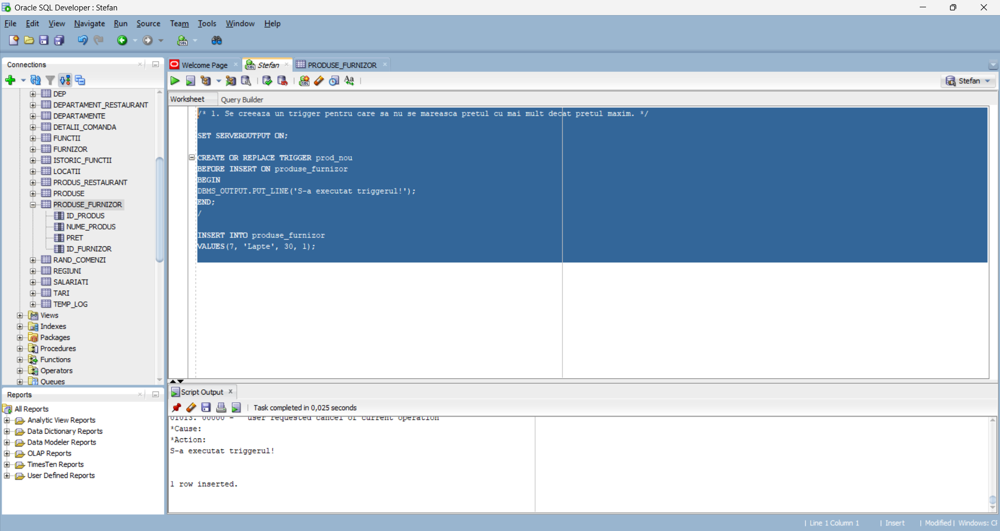 Oracle SQL Developer : Stefan
File Edit View Navigate Run Source Team Tools Window Help
Connections
DEP
DEPARTAMENT_RESTAURANT
DEPARTAMENTE
DETALII_COMANDA
FUNCTII
FURNIZOR
ISTORIC_FUNCTII
LOCATII
PRODUS_RESTAURANT
PRODUSE
PRODUSE_FURNIZOR
ID_PRODUS
NUME_PRODUS
PRET
ID_FURNIZOR
RAND_COMENZI
REGIUNI
SALARIATI
TARI
TEMP_LOG
Views
Indexes
Packages
Procedures
Functions
Operators
Queues
Reports
All Reports
Analytic View Reports
Data Dictionary Reports
Data Modeler Reports
OLAP Reports
TimesTen Reports
User Defined Reports
Welcome Page Stefan PRODUSE_FURNIZOR
Stefan
Worksheet Query Builder
/* 1. Se creeaza un trigger pentru care sa nu se mareasca pretul cu mai mult decat pretul maxim. */
SET SERVEROUTPUT ON;
CREATE OR REPLACE TRIGGER prod_nou
BEFORE INSERT ON produse_furnizor
BEGIN
DBMS_OUTPUT.PUT_LINE('S-a executat triggerul!');
END;
/
INSERT INTO produse_furnizor
VALUES(7, 'Lapte', 30, 1);
Script Output
Task completed in 0,025 seconds
01013. 00000 - "user requested cancel of current operation"
*Cause:
*Action:
S-a executat triggerul!
1 row inserted.
Line 1 Column 1 Insert Modified Windows: